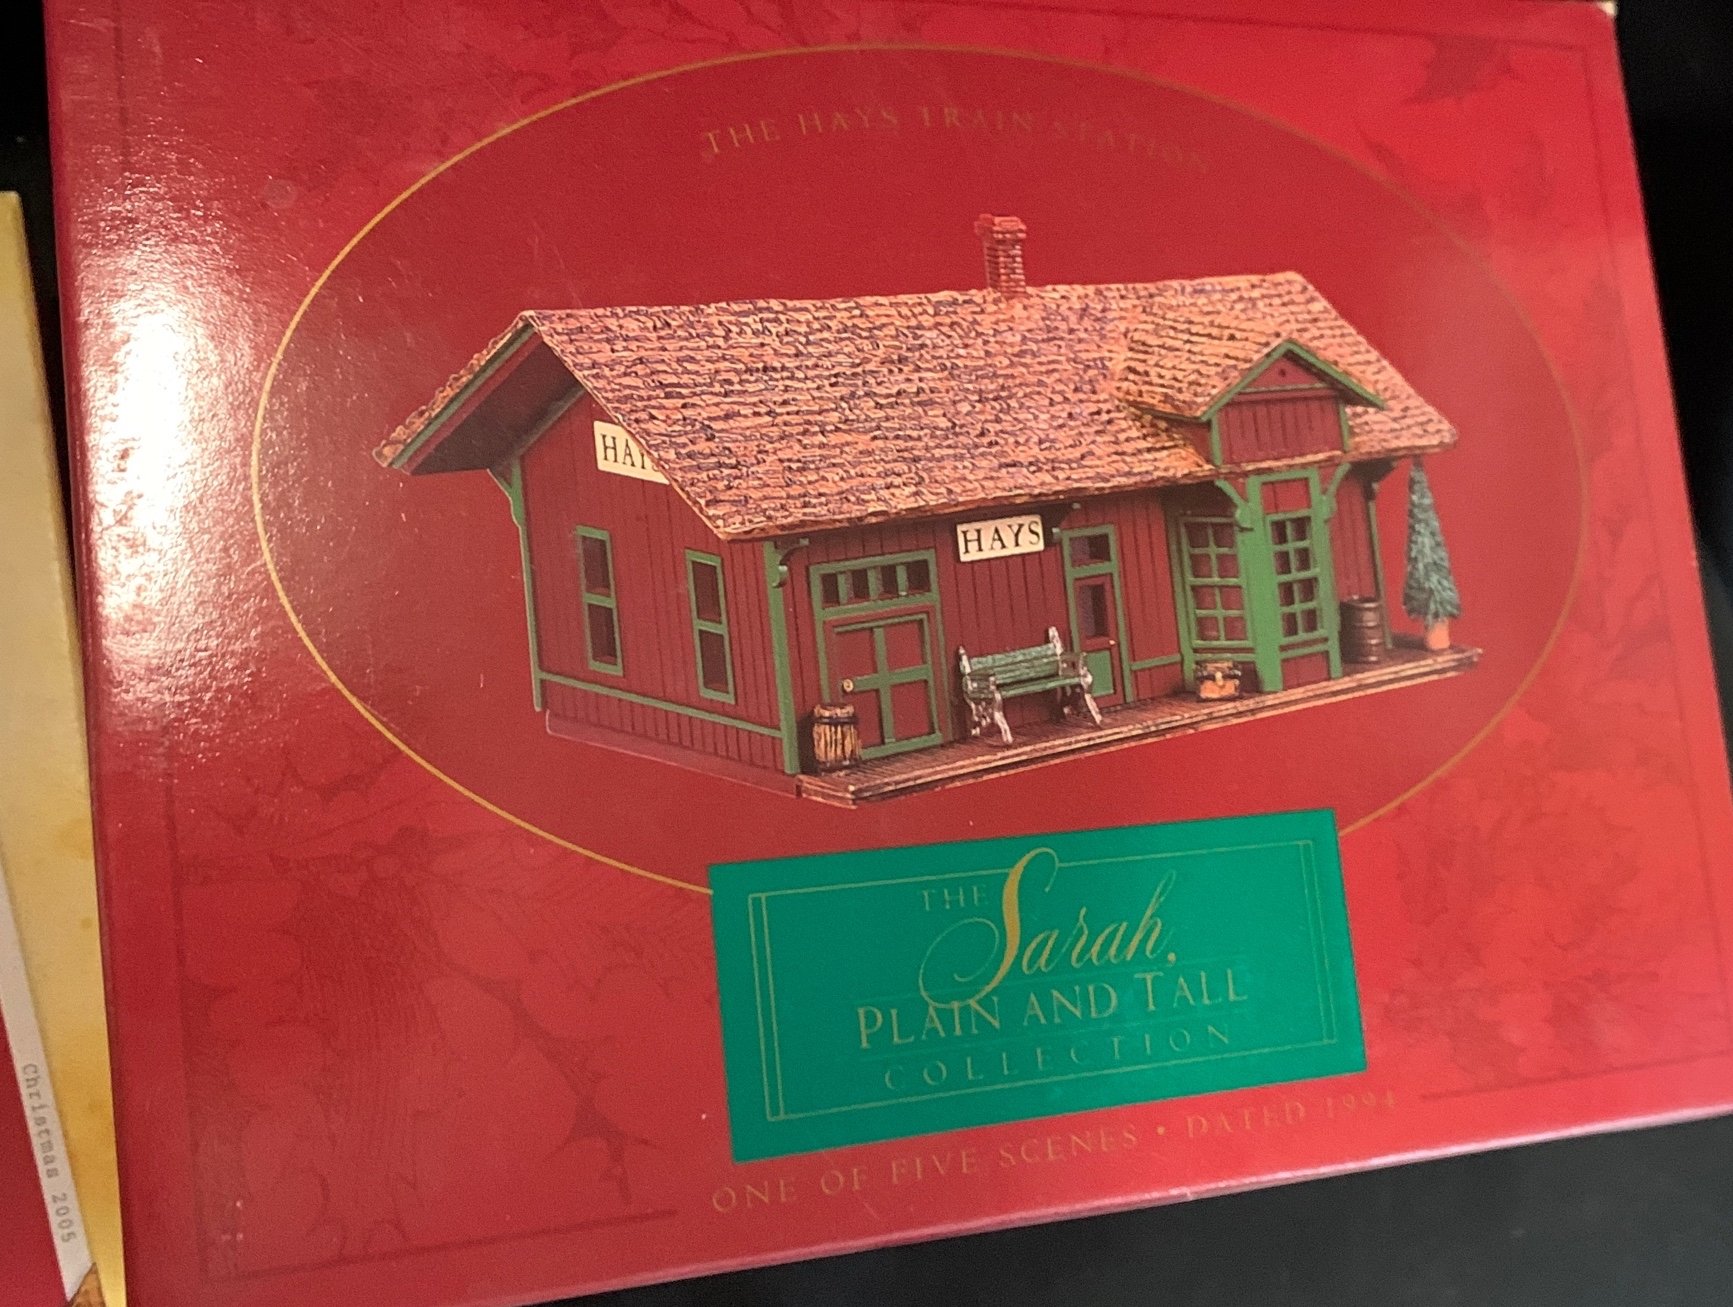 THE HAYS TRAIN STATION
HAYS
HAYS
THE
Sarah,
PLAIN AND TALL
COLLECTION
ONE OF FIVE SCENES • DATED 1994
Christmas 2005